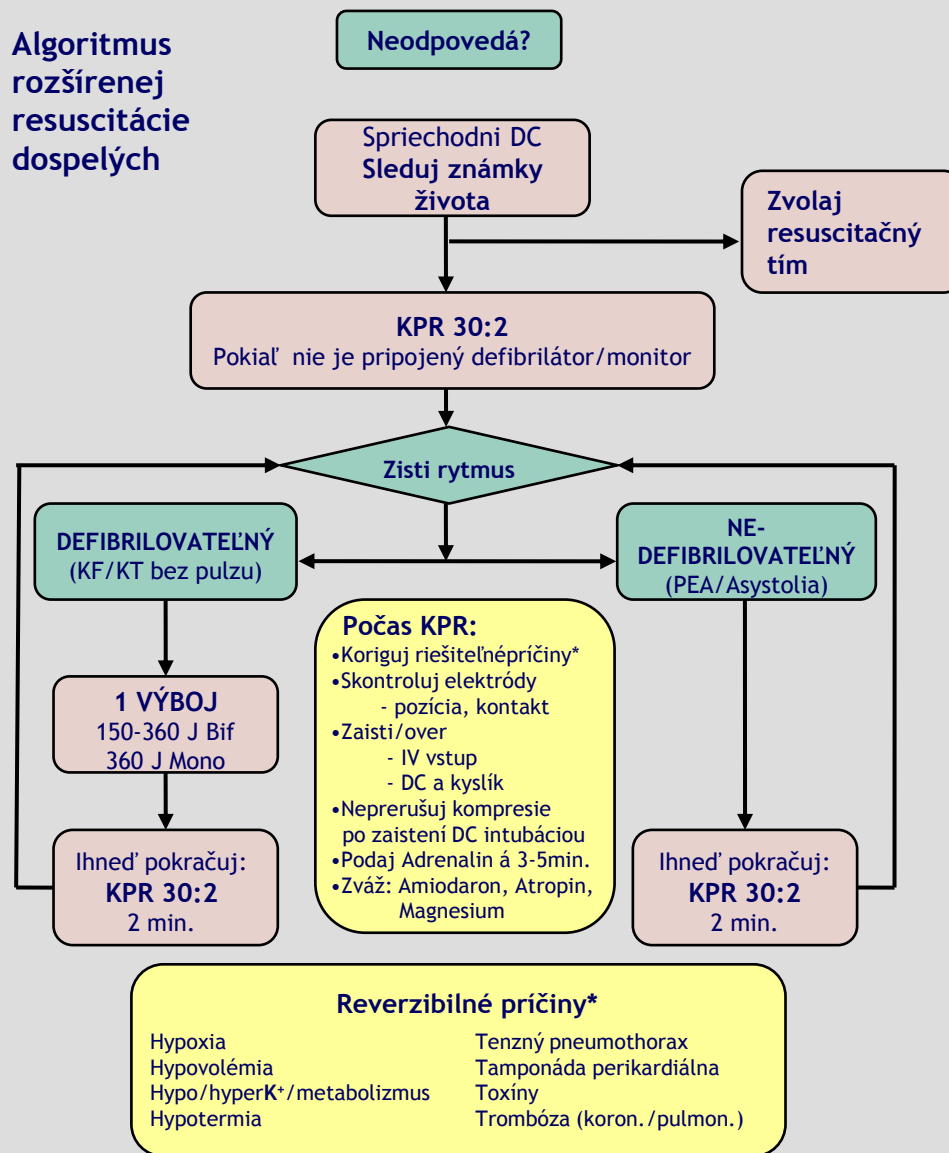 Algoritmus
rozšírenej
resuscitácie
dospelých
Neodpovedá?
Spriechodni DC
Sleduj známky
života
Zvolaj
resuscitačný
tím
KPR 30:2
Pokiaľ nie je pripojený defibrilátor/monitor
Zisti rytmus
DEFIBRILOVATEĽNÝ
(KF/KT bez pulzu)
NE-
DEFIBRILOVATEĽNÝ
(PEA/Asystolia)
1 VÝBOJ
150-360 J Bif
360 J Mono
Ihneď pokračuj:
KPR 30:2
2 min.
Počas KPR:
•Koriguj riešiteľnépríčiny*
•Skontroluj elektródy
- pozícia, kontakt
•Zaisti/over
- IV vstup
- DC a kyslík
•Neprerušuj kompresie
po zaistení DC intubáciou
•Podaj Adrenalin á 3-5min.
•Zváž: Amiodaron, Atropin,
Magnesium
Ihneď pokračuj:
KPR 30:2
2 min.
Reverzibilné príčiny*
Hypoxia
Hypovolémia
Hypo/hyperK⁺/metabolizmus
Hypotermia
Tenzný pneumothorax
Tamponáda perikardiálna
Toxíny
Trombóza (koron./pulmon.)